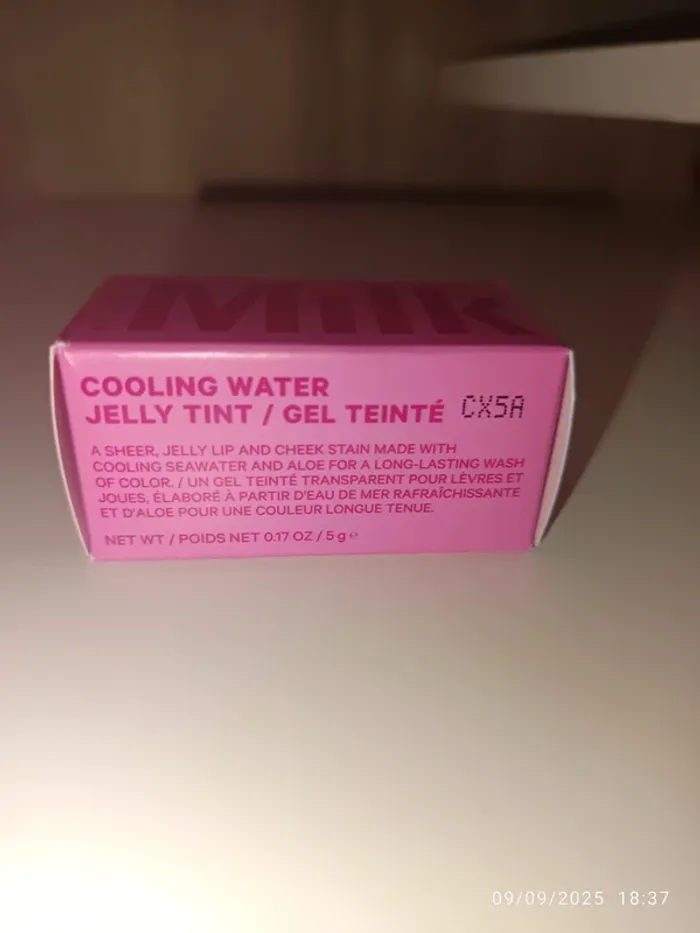 Milk
COOLING WATER
JELLY TINT / GEL TEINTÉ CX5A
A SHEER, JELLY LIP AND CHEEK STAIN MADE WITH
COOLING SEAWATER AND ALOE FOR A LONG-LASTING WASH
OF COLOR. / UN GEL TEINTÉ TRANSPARENT POUR LÈVRES ET
JOUES, ÉLABORÉ À PARTIR D'EAU DE MER RAFRAÎCHISSANTE
ET D'ALOE POUR UNE COULEUR LONGUE TENUE.
NET WT / POIDS NET 0.17 OZ / 5 g ℮
09/09/2025 18:37